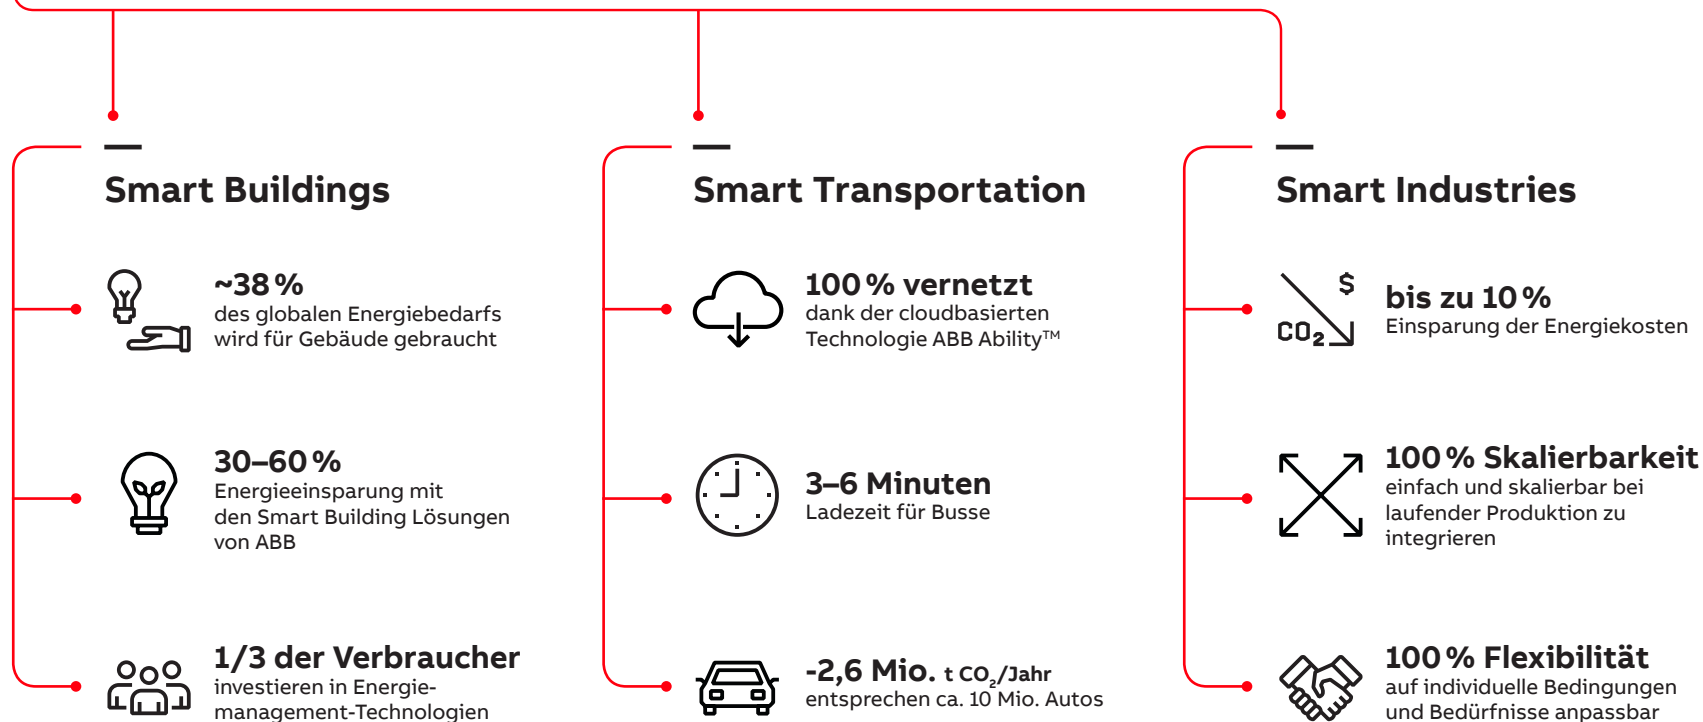 Smart Buildings
~38 %
des globalen Energiebedarfs
wird für Gebäude gebraucht
30–60 %
Energieeinsparung mit
den Smart Building Lösungen
von ABB
1/3 der Verbraucher
investieren in Energie-
management-Technologien
Smart Transportation
100 % vernetzt
dank der cloudbasierten
Technologie ABB Ability™
3–6 Minuten
Ladezeit für Busse
-2,6 Mio. t CO₂/Jahr
entsprechen ca. 10 Mio. Autos
Smart Industries
$
CO₂
bis zu 10 %
Einsparung der Energiekosten
100 % Skalierbarkeit
einfach und skalierbar bei
laufender Produktion zu
integrieren
100 % Flexibilität
auf individuelle Bedingungen
und Bedürfnisse anpassbar